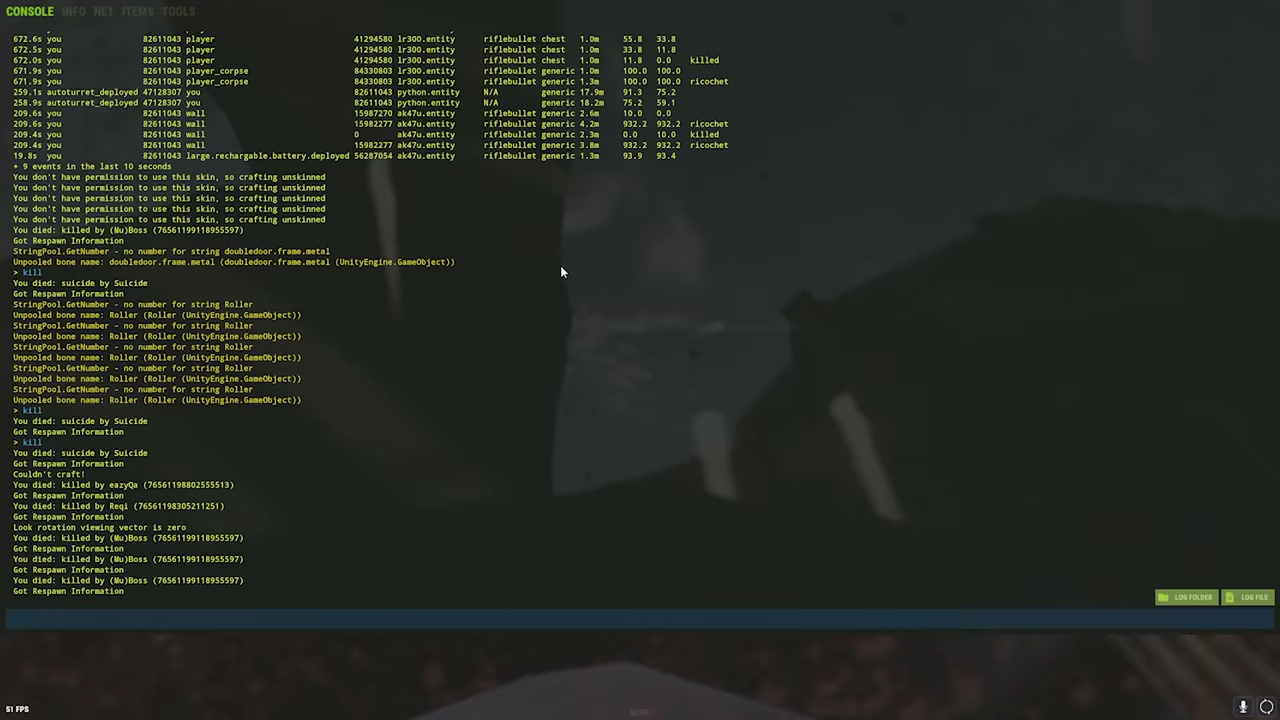 CONSOLE INFO NET ITEMS TOOLS
672.6s you 82611043 player 41294580 lr300.entity riflebullet chest 1.0m 55.8 33.8
672.5s you 82611043 player 41294580 lr300.entity riflebullet chest 1.0m 33.8 11.8
672.0s you 82611043 player 41294580 lr300.entity riflebullet chest 1.0m 11.8 0.0 killed
671.9s you 82611043 player_corpse 84330803 lr300.entity riflebullet generic 1.0m 100.0 100.0
671.9s you 82611043 player_corpse 84330803 lr300.entity riflebullet generic 1.3m 100.0 100.0 ricochet
259.1s autoturret_deployed 47128307 you 82611043 python.entity N/A generic 17.9m 91.3 75.2
258.9s autoturret_deployed 47128307 you 82611043 python.entity N/A generic 18.2m 75.2 59.1
209.6s you 82611043 wall 15987270 ak47u.entity riflebullet generic 2.6m 10.0 0.0
209.6s you 82611043 wall 15982277 ak47u.entity riflebullet generic 4.2m 932.2 932.2 ricochet
209.4s you 82611043 wall 0 ak47u.entity riflebullet generic 2.3m 0.0 10.0 killed
209.4s you 82611043 wall 15982277 ak47u.entity riflebullet generic 3.8m 932.2 932.2 ricochet
19.8s you 82611043 large.rechargable.battery.deployed 56287054 ak47u.entity riflebullet generic 1.3m 93.9 93.4
+ 9 events in the last 10 seconds
You don't have permission to use this skin, so crafting unskinned
You don't have permission to use this skin, so crafting unskinned
You don't have permission to use this skin, so crafting unskinned
You don't have permission to use this skin, so crafting unskinned
You don't have permission to use this skin, so crafting unskinned
You died: killed by (Mu)Boss (76561199118955597)
Got Respawn Information
StringPool.GetNumber - no number for string doubledoor.frame.metal
Unpooled bone name: doubledoor.frame.metal (doubledoor.frame.metal (UnityEngine.GameObject))
> kill
You died: suicide by Suicide
Got Respawn Information
StringPool.GetNumber - no number for string Roller
Unpooled bone name: Roller (Roller (UnityEngine.GameObject))
StringPool.GetNumber - no number for string Roller
Unpooled bone name: Roller (Roller (UnityEngine.GameObject))
StringPool.GetNumber - no number for string Roller
Unpooled bone name: Roller (Roller (UnityEngine.GameObject))
StringPool.GetNumber - no number for string Roller
Unpooled bone name: Roller (Roller (UnityEngine.GameObject))
StringPool.GetNumber - no number for string Roller
Unpooled bone name: Roller (Roller (UnityEngine.GameObject))
> kill
You died: suicide by Suicide
Got Respawn Information
> kill
You died: suicide by Suicide
Got Respawn Information
Couldn't craft!
You died: killed by eazyQa (76561198802555513)
Got Respawn Information
You died: killed by Reqi (76561198305211251)
Got Respawn Information
Look rotation viewing vector is zero
You died: killed by (Mu)Boss (76561199118955597)
Got Respawn Information
You died: killed by (Mu)Boss (76561199118955597)
Got Respawn Information
You died: killed by (Mu)Boss (76561199118955597)
Got Respawn Information
LOG FOLDER LOG FILE
51 FPS